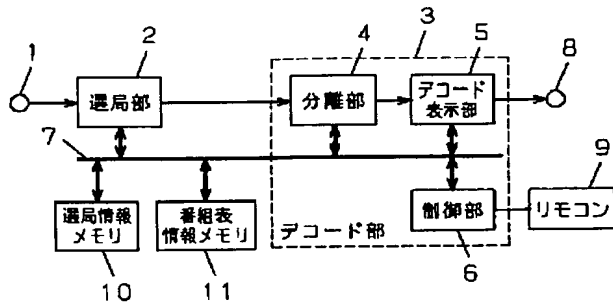 1
2
3
4
5
8
選局部
分離部
デコード
表示部
7
9
選局情報
メモリ
番組表
情報メモリ
デコード部
制御部
リモコン
10
11
6